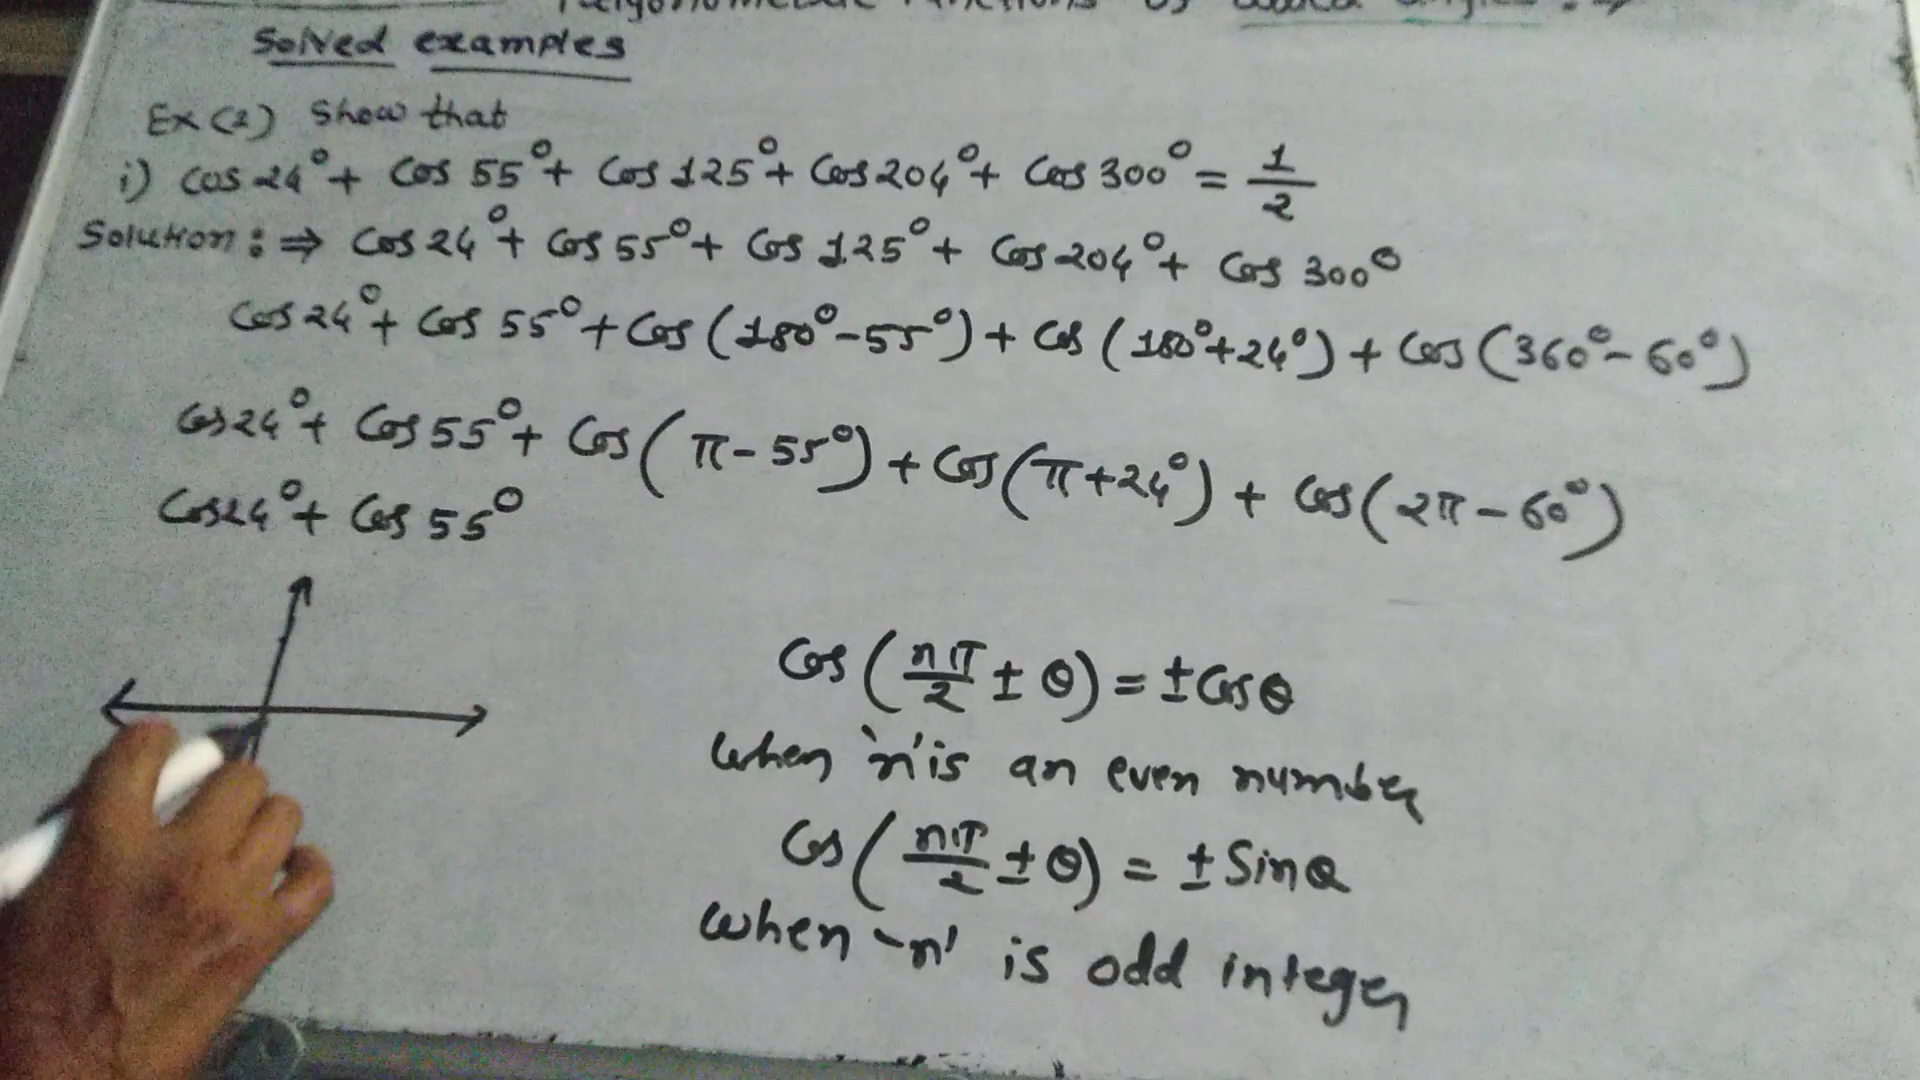 Functions of
Solved examples
Ex (2) Show that
i) cos 24° + cos 55° + cos 125° + cos 204° + cos 300° = 1/2
Solution : ⇒ cos 24° + cos 55° + cos 125° + cos 204° + cos 300°
cos 24° + cos 55° + cos (180° - 55°) + cos (180° + 24°) + cos (360° - 60°)
cos 24° + cos 55° + cos (π - 55°) + cos (π + 24°) + cos (2π - 60°)
cos 24° + cos 55°
cos (nπ/2 ± θ) = ± cos θ
when 'n' is an even number
cos (nπ/2 ± θ) = ± Sin θ
when 'n' is odd integer